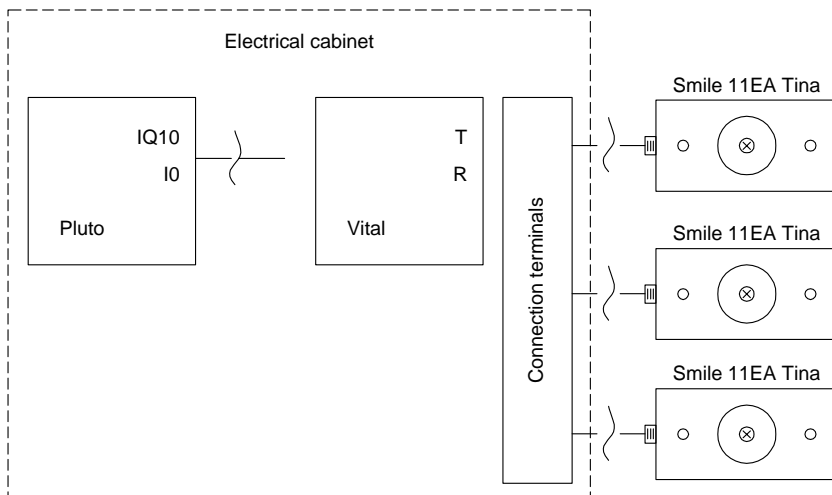 Electrical cabinet
Smile 11EA Tina
IQ10
I0
Pluto
T
R
Vital
Connection terminals
Smile 11EA Tina
Smile 11EA Tina